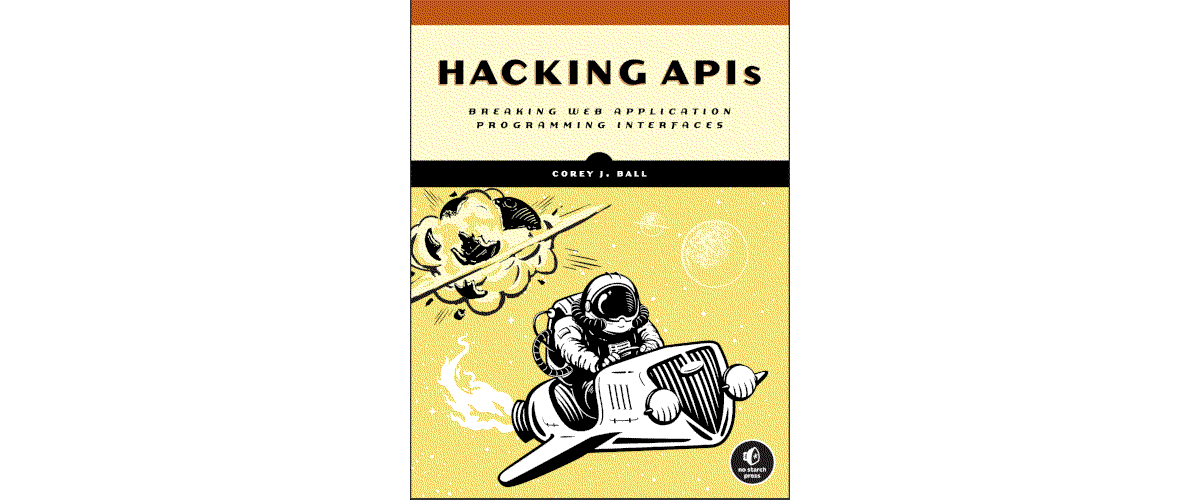 HACKING APIs
BREAKING WEB APPLICATION
PROGRAMMING INTERFACES
COREY J. BALL
no starch
press